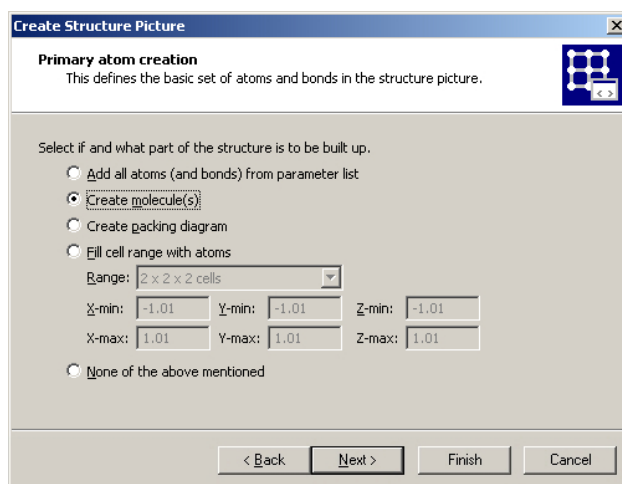 Create Structure Picture
Primary atom creation
This defines the basic set of atoms and bonds in the structure picture.
Select if and what part of the structure is to be built up.
Add all atoms (and bonds) from parameter list
Create molecule(s)
Create packing diagram
Fill cell range with atoms
Range: 2 x 2 x 2 cells
X-min: -1.01 Y-min: -1.01 Z-min: -1.01
X-max: 1.01 Y-max: 1.01 Z-max: 1.01
None of the above mentioned
< Back Next > Finish Cancel